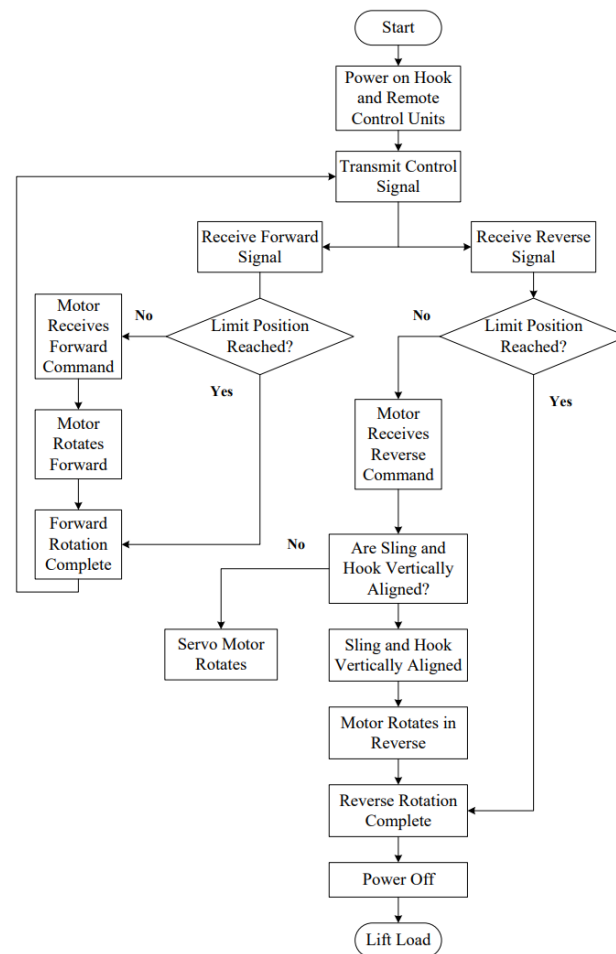 Start
Power on Hook
and Remote
Control Units
Transmit Control
Signal
Receive Forward
Signal
Receive Reverse
Signal
Motor
Receives
Forward
Command
No
Limit Position
Reached?
Yes
No
Limit Position
Reached?
Yes
Motor
Rotates
Forward
Motor
Receives
Reverse
Command
Forward
Rotation
Complete
No
Are Sling and
Hook Vertically
Aligned?
Servo Motor
Rotates
Sling and Hook
Vertically Aligned
Motor Rotates in
Reverse
Reverse Rotation
Complete
Power Off
Lift Load